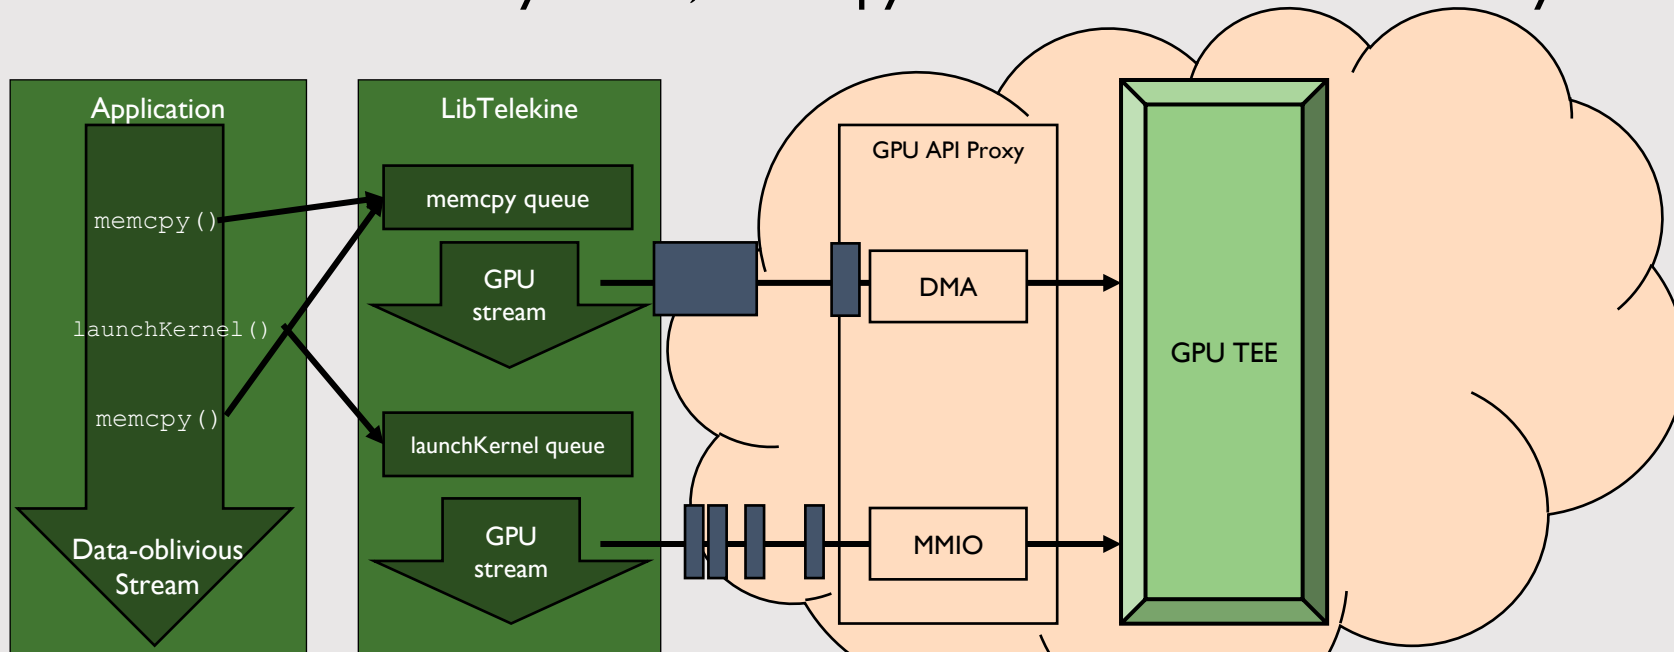 Application
memcpy()
launchKernel()
memcpy()
Data-oblivious
Stream
LibTelekine
memcpy queue
GPU
stream
launchKernel queue
GPU
stream
GPU API Proxy
DMA
MMIO
GPU TEE